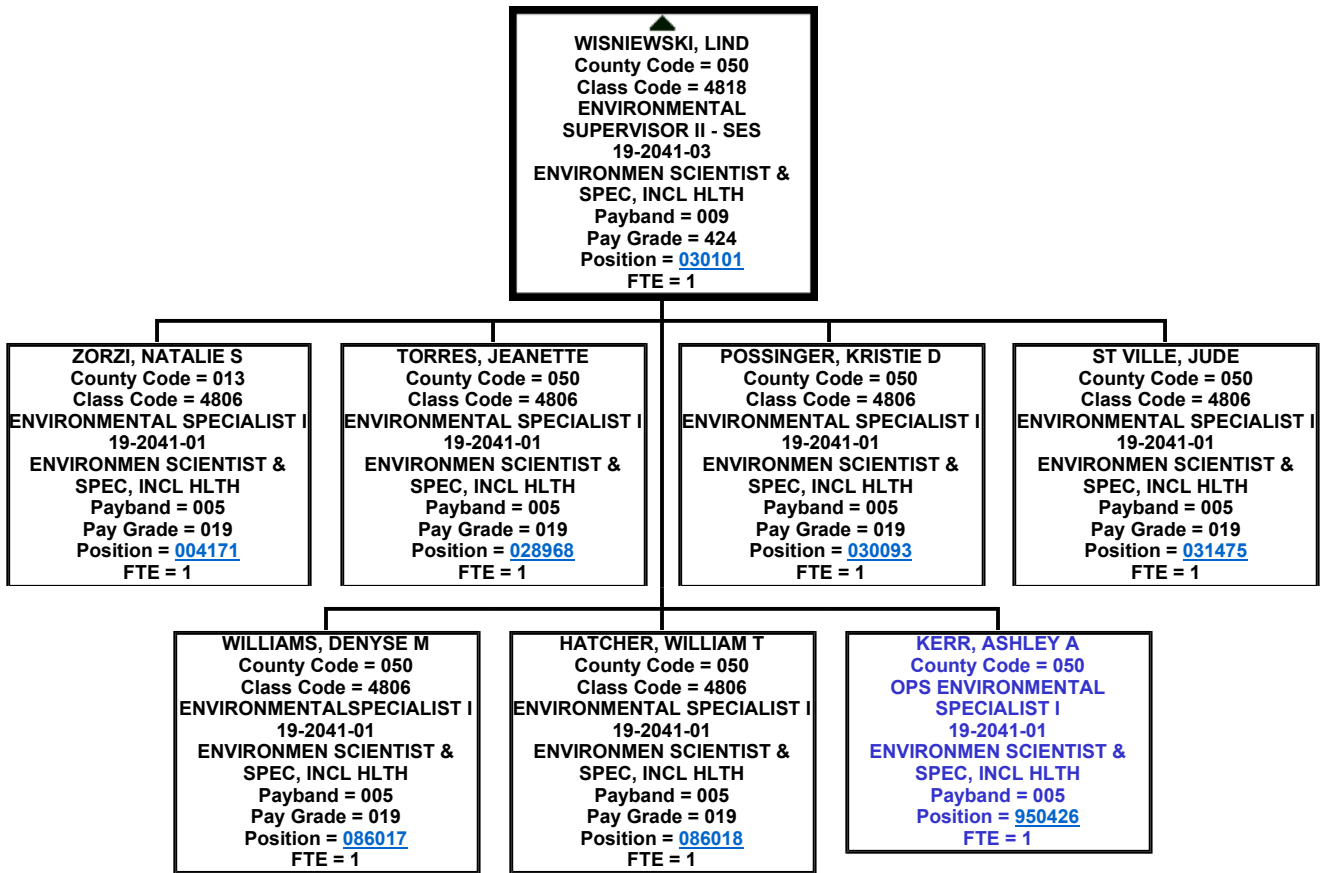 WISNIEWSKI, LIND
County Code = 050
Class Code = 4818
ENVIRONMENTAL
SUPERVISOR II - SES
19-2041-03
ENVIRONMEN SCIENTIST &
SPEC, INCL HLTH
Payband = 009
Pay Grade = 424
Position = 030101
FTE = 1
ZORZI, NATALIE S
County Code = 013
Class Code = 4806
ENVIRONMENTAL SPECIALIST I
19-2041-01
ENVIRONMEN SCIENTIST &
SPEC, INCL HLTH
Payband = 005
Pay Grade = 019
Position = 004171
FTE = 1
TORRES, JEANETTE
County Code = 050
Class Code = 4806
ENVIRONMENTAL SPECIALIST I
19-2041-01
ENVIRONMEN SCIENTIST &
SPEC, INCL HLTH
Payband = 005
Pay Grade = 019
Position = 028968
FTE = 1
POSSINGER, KRISTIE D
County Code = 050
Class Code = 4806
ENVIRONMENTAL SPECIALIST I
19-2041-01
ENVIRONMEN SCIENTIST &
SPEC, INCL HLTH
Payband = 005
Pay Grade = 019
Position = 030093
FTE = 1
ST VILLE, JUDE
County Code = 050
Class Code = 4806
ENVIRONMENTAL SPECIALIST I
19-2041-01
ENVIRONMEN SCIENTIST &
SPEC, INCL HLTH
Payband = 005
Pay Grade = 019
Position = 031475
FTE = 1
WILLIAMS, DENYSE M
County Code = 050
Class Code = 4806
ENVIRONMENTALSPECIALIST I
19-2041-01
ENVIRONMEN SCIENTIST &
SPEC, INCL HLTH
Payband = 005
Pay Grade = 019
Position = 086017
FTE = 1
HATCHER, WILLIAM T
County Code = 050
Class Code = 4806
ENVIRONMENTAL SPECIALIST I
19-2041-01
ENVIRONMEN SCIENTIST &
SPEC, INCL HLTH
Payband = 005
Pay Grade = 019
Position = 086018
FTE = 1
KERR, ASHLEY A
County Code = 050
OPS ENVIRONMENTAL
SPECIALIST I
19-2041-01
ENVIRONMEN SCIENTIST &
SPEC, INCL HLTH
Payband = 005
Position = 950426
FTE = 1